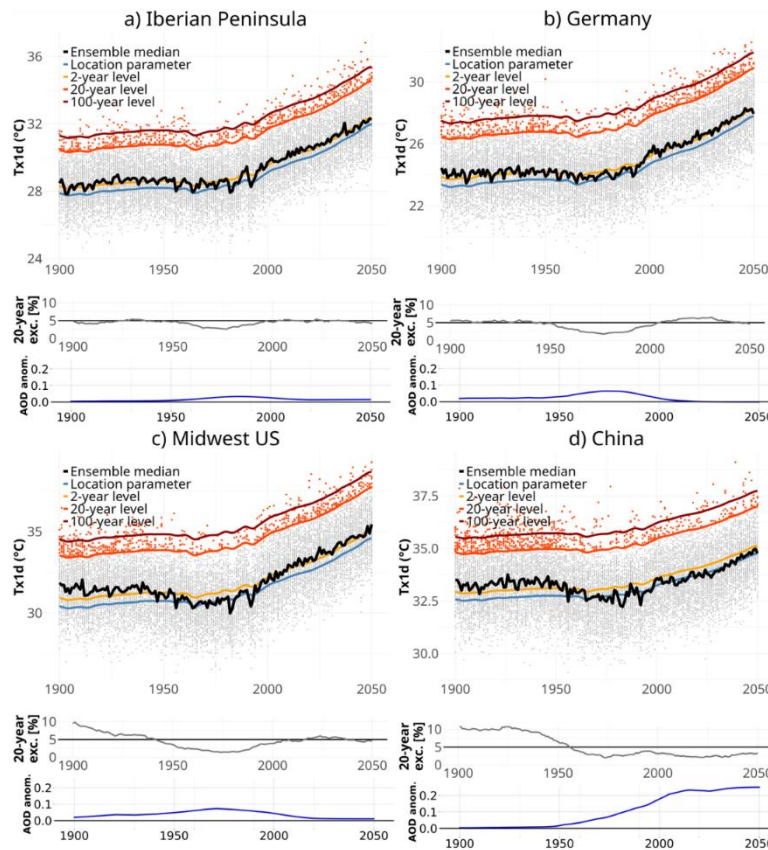 a) Iberian Peninsula
36
32
28
24
Tx1d (°C)
Ensemble median
Location parameter
2-year level
20-year level
100-year level
1900 1950 2000 2050
20-year
exc. [%]
10
5
0
1900 1950 2000 2050
AOD anom.
0.2
0.1
0.0
1900 1950 2000 2050
b) Germany
30
26
22
Tx1d (°C)
Ensemble median
Location parameter
2-year level
20-year level
100-year level
1900 1950 2000 2050
20-year
exc. [%]
10
5
0
1900 1950 2000 2050
AOD anom.
0.2
0.1
0.0
1900 1950 2000 2050
c) Midwest US
35
30
Tx1d (°C)
Ensemble median
Location parameter
2-year level
20-year level
100-year level
1900 1950 2000 2050
20-year
exc. [%]
10
5
0
1900 1950 2000 2050
AOD anom.
0.2
0.1
0.0
1900 1950 2000 2050
d) China
37.5
35.0
32.5
30.0
Tx1d (°C)
Ensemble median
Location parameter
2-year level
20-year level
100-year level
1900 1950 2000 2050
20-year
exc. [%]
10
5
0
1900 1950 2000 2050
AOD anom.
0.2
0.1
0.0
1900 1950 2000 2050